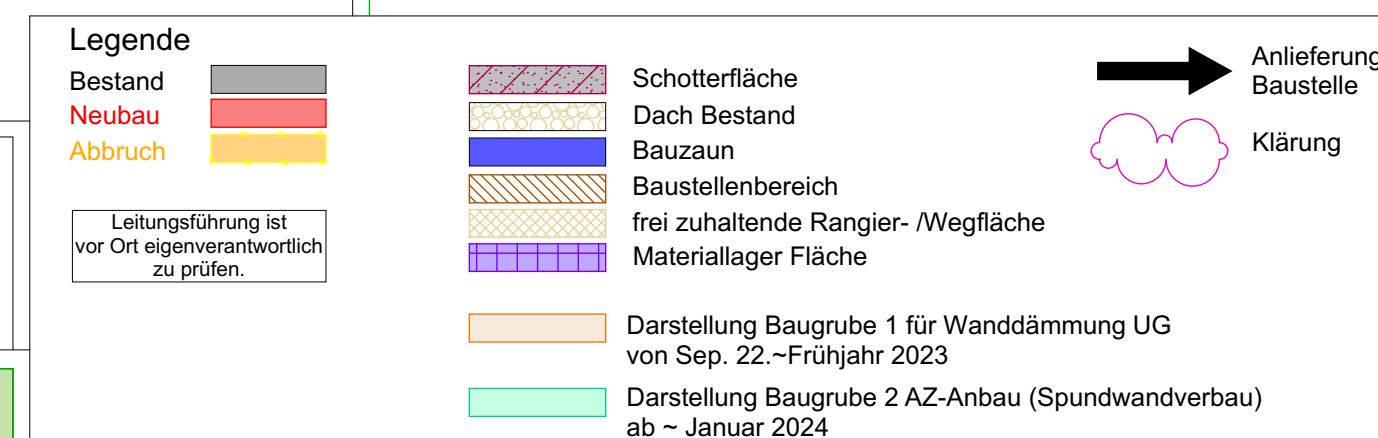 Legende
Bestand
Neubau
Abbruch
Leitungsführung ist
vor Ort eigenverantwortlich
zu prüfen.
Schotterfläche
Dach Bestand
Bauzaun
Baustellenbereich
frei zuhaltende Rangier- /Wegfläche
Materiallager Fläche
Darstellung Baugrube 1 für Wanddämmung UG
von Sep. 22.~Frühjahr 2023
Darstellung Baugrube 2 AZ-Anbau (Spundwandverbau)
ab ~ Januar 2024
Anlieferung
Baustelle
Klärung